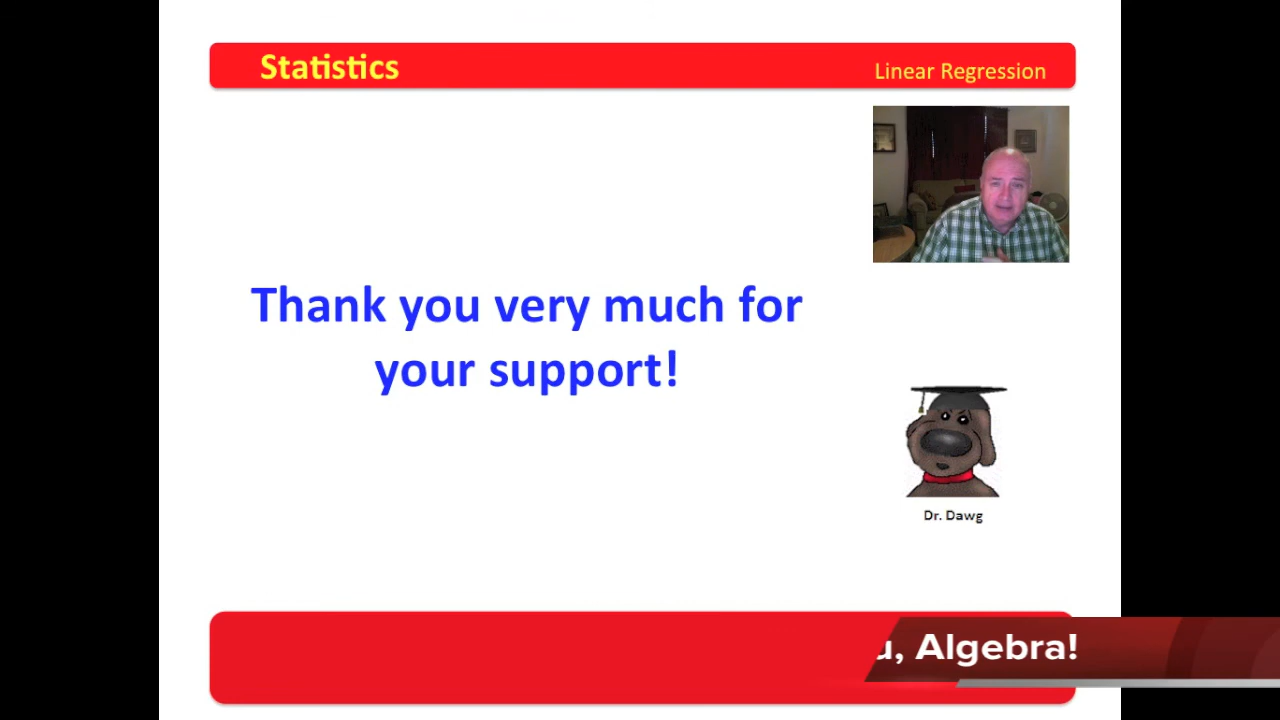 Statistics
Linear Regression
Thank you very much for
your support!
Dr. Dawg
Algebra!